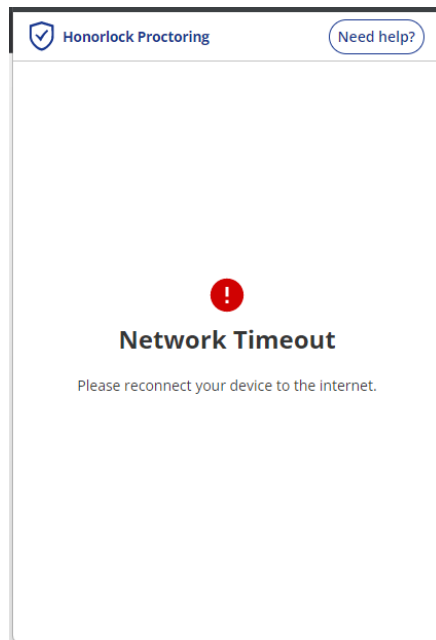 Honorlock Proctoring
Need help?
Network Timeout
Please reconnect your device to the internet.